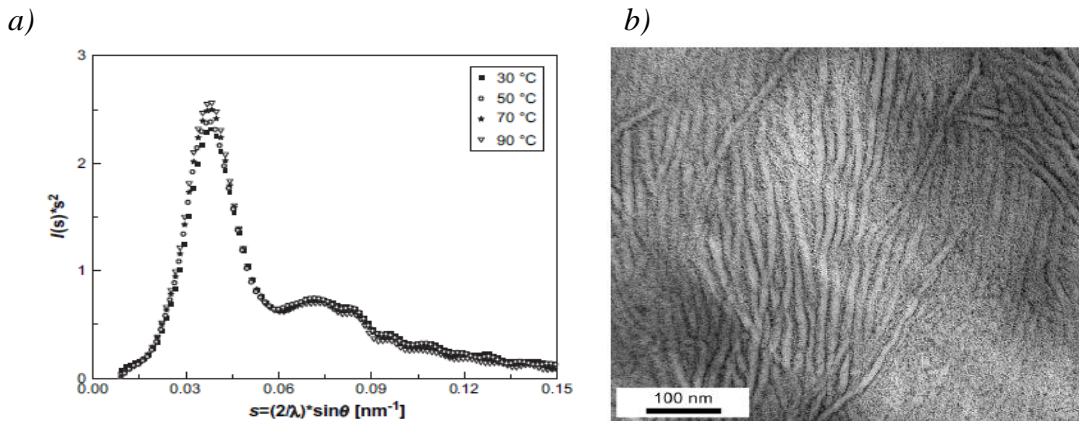 a)
b)
3
30 °C
50 °C
70 °C
90 °C
2
I(s)*s²
1
0
0.00 0.03 0.06 0.09 0.12 0.15
s=(2/λ)*sinθ [nm⁻¹]
100 nm